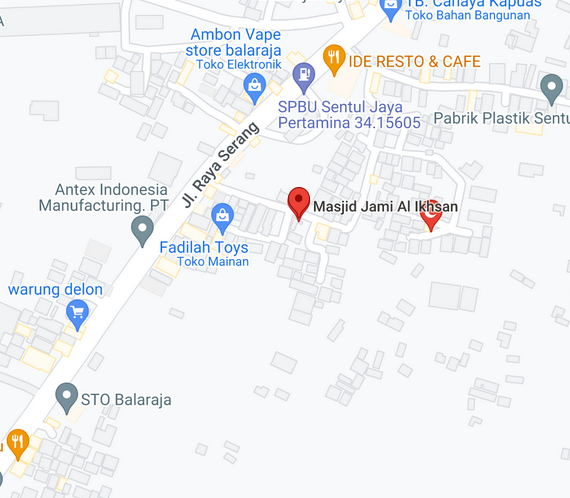 A
TB. Cahaya Kapuas
Toko Bahan Bangunan
Ambon Vape
store balaraja
Toko Elektronik
IDE RESTO & CAFE
SPBU Sentul Jaya
Pertamina 34.15605
Pabrik Plastik Sentu
Jl. Raya Serang
Antex Indonesia
Manufacturing. PT
Masjid Jami Al Ikhsan
Fadilah Toys
Toko Mainan
warung delon
STO Balaraja
u